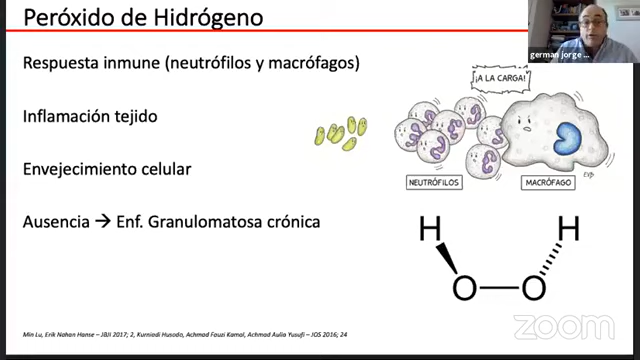 Peróxido de Hidrógeno
german jorge ...
Respuesta inmune (neutrófilos y macrófagos)
¡A LA CARGA!
Inflamación tejido
Envejecimiento celular
NEUTRÓFILOS
MACRÓFAGO
EVB
Ausencia → Enf. Granulomatosa crónica
H
H
O
O
zoom
Min Lu, Erik Nahan Hanse – JBJI 2017; 2, Kurniadi Husodo, Achmad Fauzi Kamal, Achmad Aulia Yusufi – JOS 2016; 24